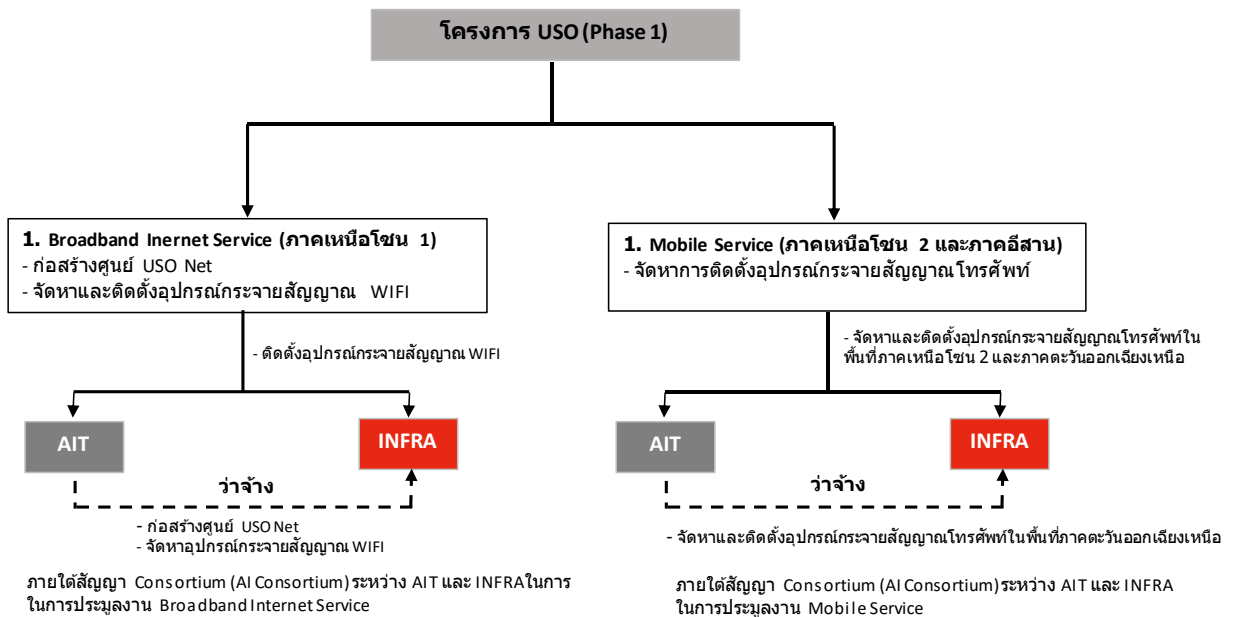 โครงการ USO (Phase 1)
1. Broadband Inernet Service (ภาคเหนือโซน 1)
- ก่อสร้างศูนย์ USO Net
- จัดหาและติดตั้งอุปกรณ์กระจายสัญญาณ WIFI
- ติดตั้งอุปกรณ์กระจายสัญญาณ WIFI
AIT
INFRA
ว่าจ้าง
- ก่อสร้างศูนย์ USO Net
- จัดหาอุปกรณ์กระจายสัญญาณ WIFI
ภายใต้สัญญา Consortium (AI Consortium) ระหว่าง AIT และ INFRAในการ
ในการประมูลงาน Broadband Internet Service
1. Mobile Service (ภาคเหนือโซน 2 และภาคอีสาน)
- จัดหาการติดตั้งอุปกรณ์กระจายสัญญาณโทรศัพท์
- จัดหาและติดตั้งอุปกรณ์กระจายสัญญาณโทรศัพท์ใน
พื้นที่ภาคเหนือโซน 2 และภาคตะวันออกเฉียงเหนือ
AIT
INFRA
ว่าจ้าง
- จัดหาและติดตั้งอุปกรณ์กระจายสัญญาณโทรศัพท์ในพื้นที่ภาคตะวันออกเฉียงเหนือ
ภายใต้สัญญา Consortium (AI Consortium) ระหว่าง AIT และ INFRA
ในการประมูลงาน Mobile Service